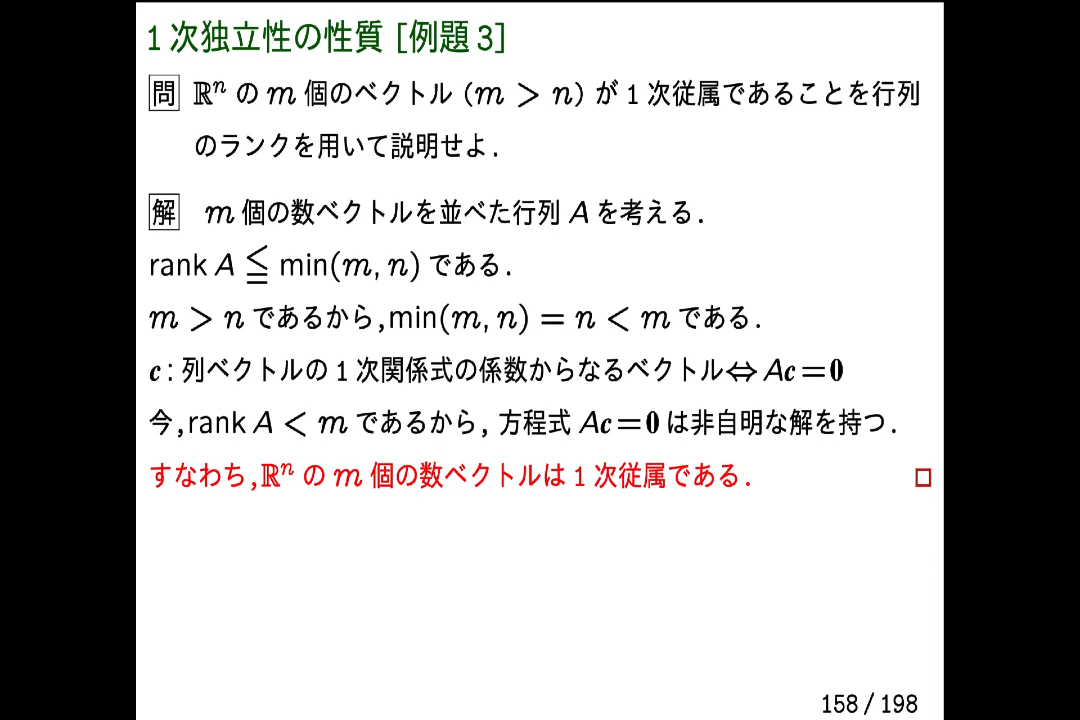 1 次独立性の性質 [例題 3]
問 ℝⁿ の m 個のベクトル (m > n) が 1 次従属であることを行列
のランクを用いて説明せよ.
解 m 個の数ベクトルを並べた行列 A を考える.
rank A ≦ min(m, n) である.
m > n であるから,min(m, n) = n < m である.
c : 列ベクトルの 1 次関係式の係数からなるベクトル⇔ Ac = 0
今,rank A < m であるから, 方程式 Ac = 0 は非自明な解を持つ.
すなわち,ℝⁿ の m 個の数ベクトルは 1 次従属である. □
158 / 198